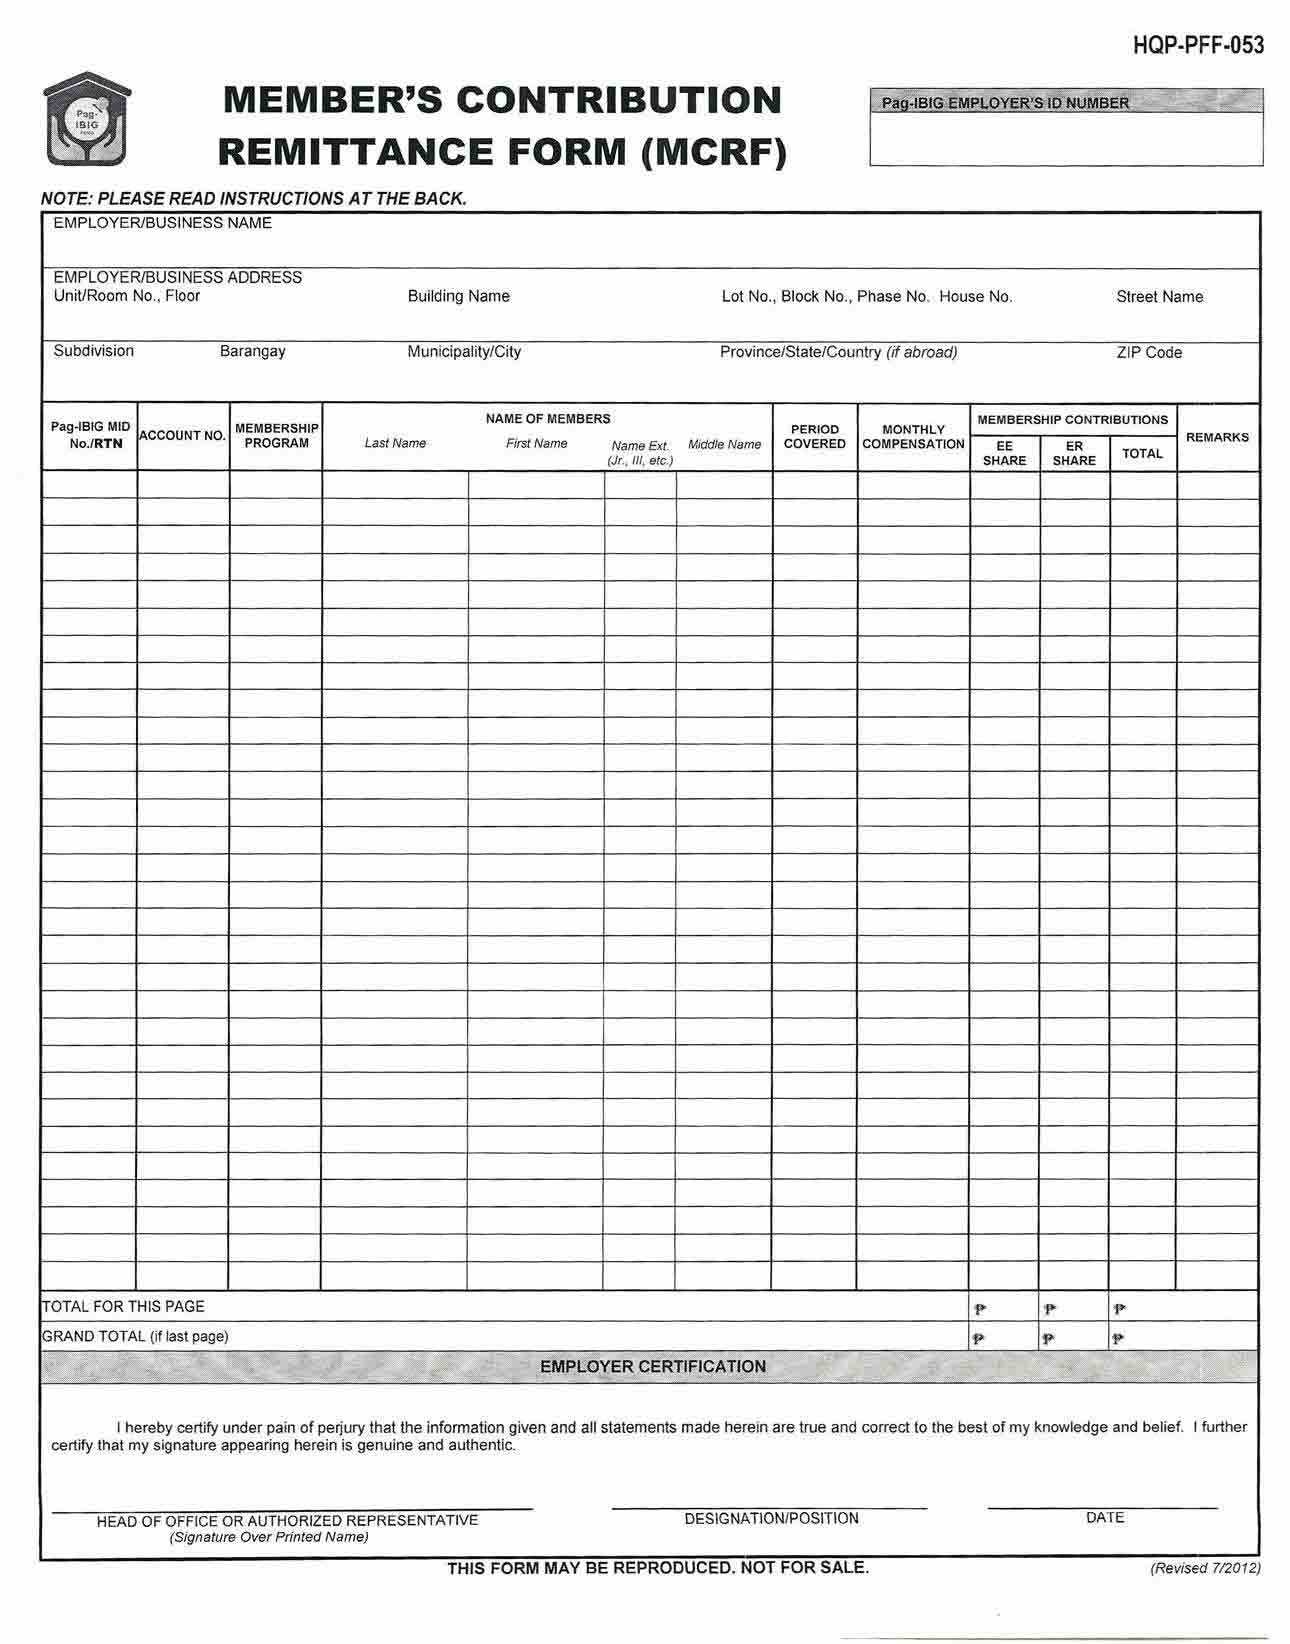 HQP-PFF-053
Pag-
IBIG
FUND
MEMBER'S CONTRIBUTION
REMITTANCE FORM (MCRF)
Pag-IBIG EMPLOYER'S ID NUMBER
NOTE: PLEASE READ INSTRUCTIONS AT THE BACK.
EMPLOYER/BUSINESS NAME
EMPLOYER/BUSINESS ADDRESS
Unit/Room No., Floor Building Name Lot No., Block No., Phase No. House No. Street Name
Subdivision Barangay Municipality/City Province/State/Country (if abroad) ZIP Code
Pag-IBIG MID
No./RTN
ACCOUNT NO.
MEMBERSHIP
PROGRAM
NAME OF MEMBERS
Last Name First Name Name Ext.
(Jr., III, etc.)
Middle Name
PERIOD
COVERED
MONTHLY
COMPENSATION
MEMBERSHIP CONTRIBUTIONS
EE
SHARE
ER
SHARE
TOTAL
REMARKS
TOTAL FOR THIS PAGE ₱ ₱ ₱
GRAND TOTAL (if last page) ₱ ₱ ₱
EMPLOYER CERTIFICATION
I hereby certify under pain of perjury that the information given and all statements made herein are true and correct to the best of my knowledge and belief. I further
certify that my signature appearing herein is genuine and authentic.
HEAD OF OFFICE OR AUTHORIZED REPRESENTATIVE DESIGNATION/POSITION DATE
(Signature Over Printed Name)
THIS FORM MAY BE REPRODUCED. NOT FOR SALE. (Revised 7/2012)